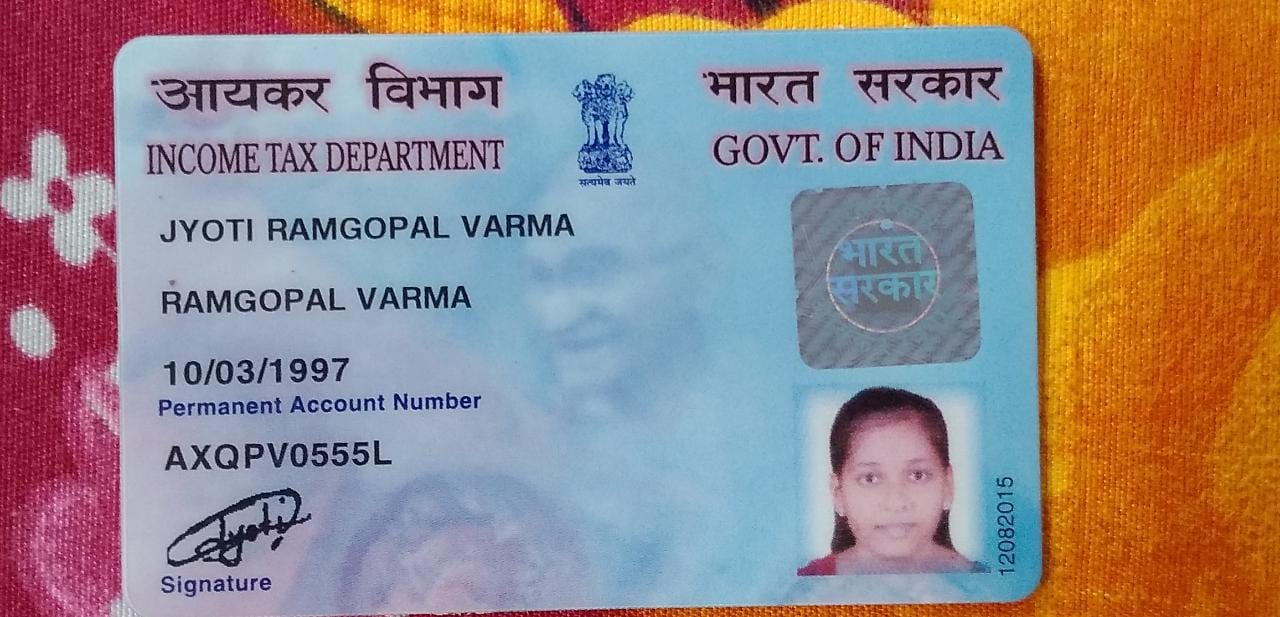 आयकर विभाग
INCOME TAX DEPARTMENT
सत्यमेव जयते
भारत सरकार
GOVT. OF INDIA
JYOTI RAMGOPAL VARMA
RAMGOPAL VARMA
10/03/1997
Permanent Account Number
AXQPV0555L
Jyoti
Signature
भारत
सरकार
12082015